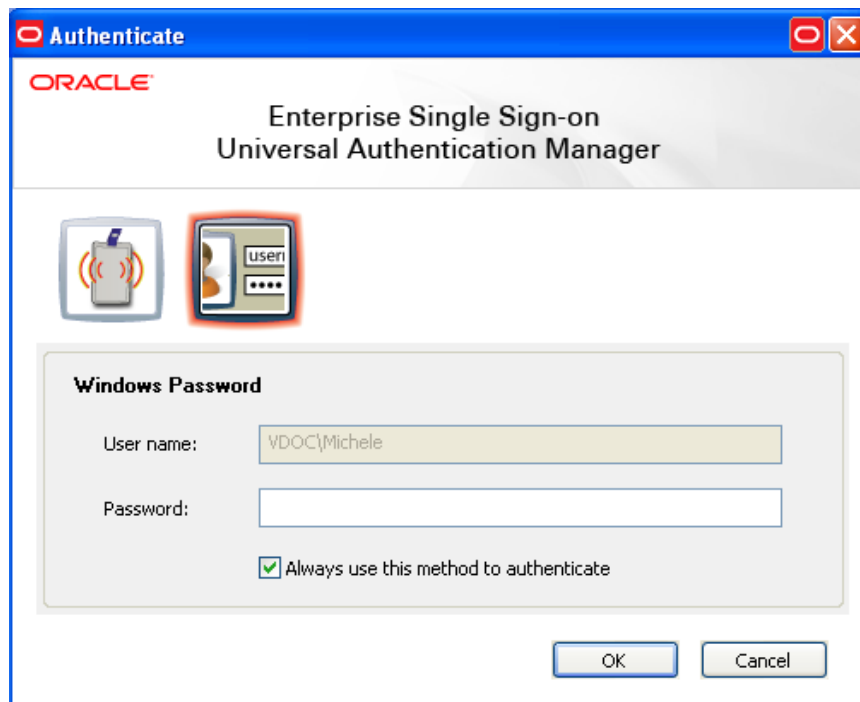 Authenticate
ORACLE
Enterprise Single Sign-on
Universal Authentication Manager
usern
••••
Windows Password
User name:
VDOC\Michele
Password:
Always use this method to authenticate
OK
Cancel